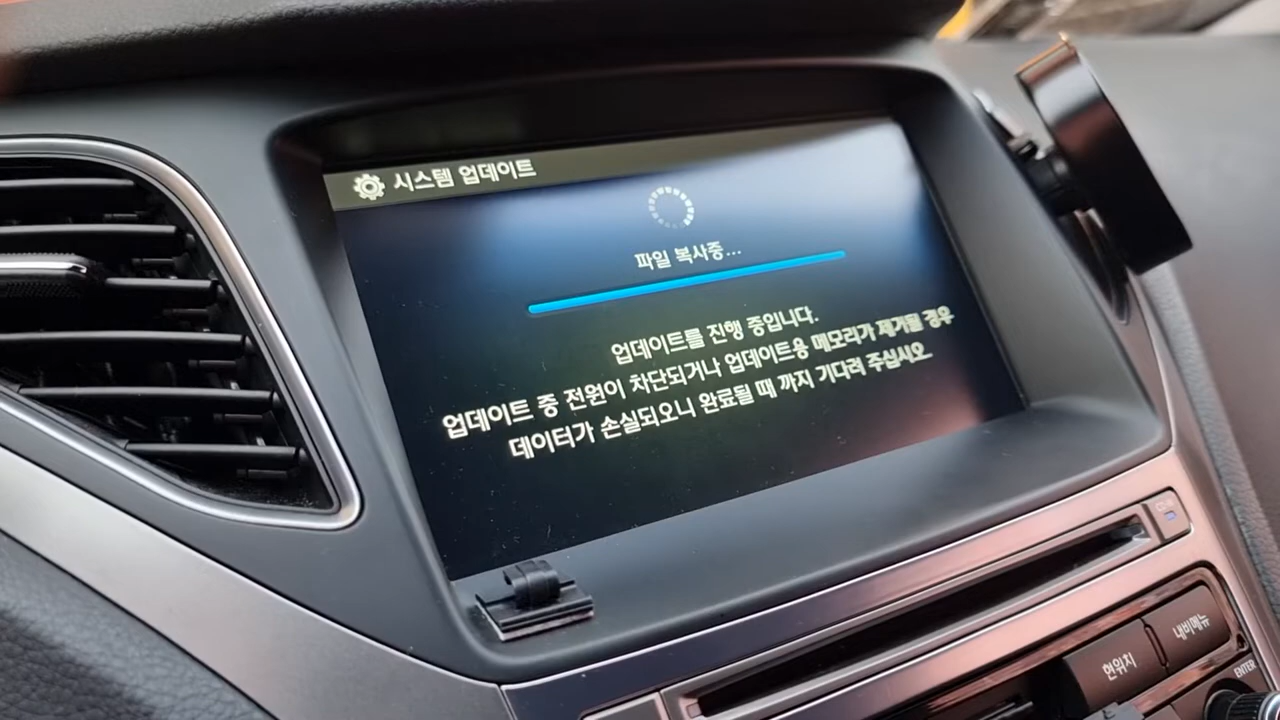 시스템 업데이트
파일 복사중...
업데이트를 진행 중입니다.
업데이트 중 전원이 차단되거나 업데이트용 메모리가 제거될 경우
데이터가 손실되오니 완료될 때 까지 기다려 주십시오.
현위치
내비메뉴
ENTER